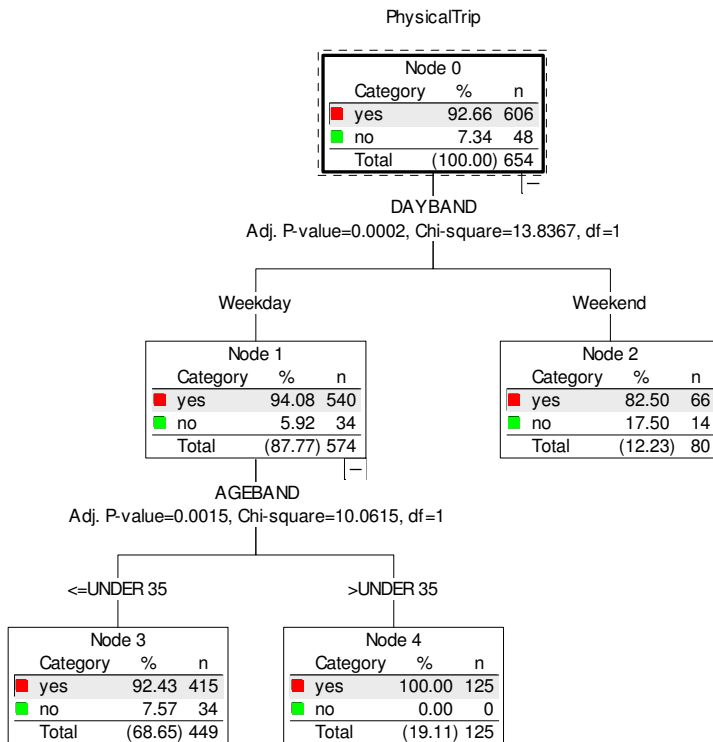 PhysicalTrip
Node 0
Category % n
yes 92.66 606
no 7.34 48
Total (100.00) 654
DAYBAND
Adj. P-value=0.0002, Chi-square=13.8367, df=1
Weekday
Weekend
Node 1
Category % n
yes 94.08 540
no 5.92 34
Total (87.77) 574
Node 2
Category % n
yes 82.50 66
no 17.50 14
Total (12.23) 80
AGEBAND
Adj. P-value=0.0015, Chi-square=10.0615, df=1
<=UNDER 35
>UNDER 35
Node 3
Category % n
yes 92.43 415
no 7.57 34
Total (68.65) 449
Node 4
Category % n
yes 100.00 125
no 0.00 0
Total (19.11) 125